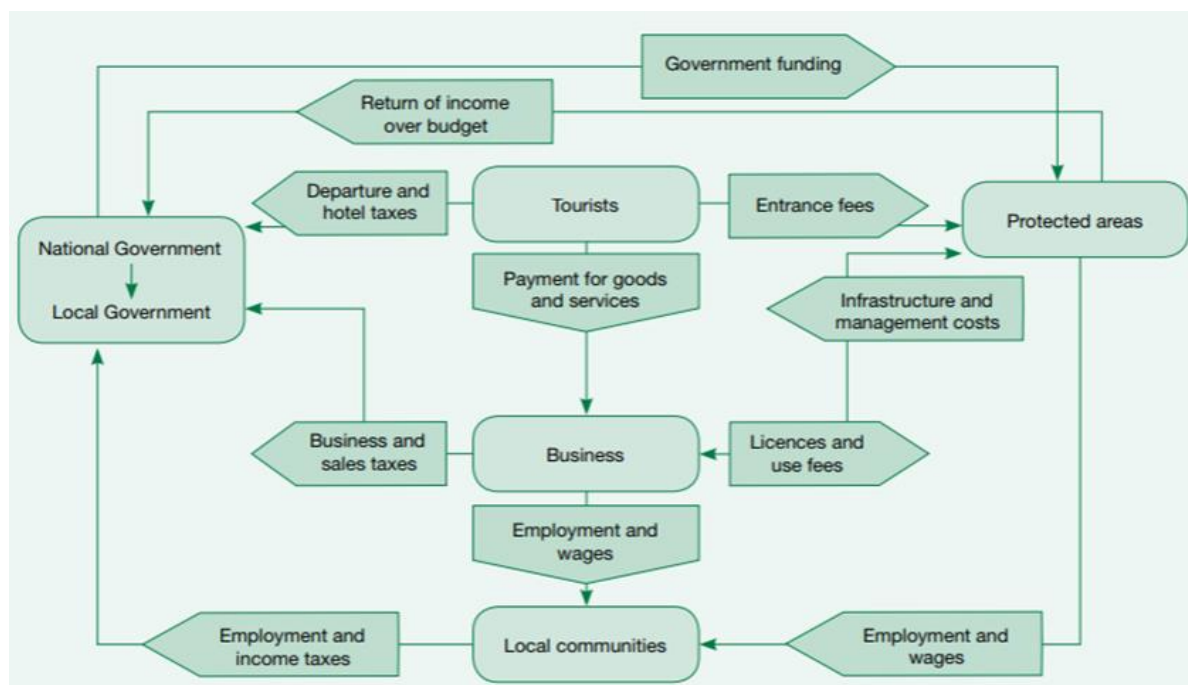 Government funding
Return of income
over budget
Departure and
hotel taxes
Tourists
Entrance fees
Protected areas
National Government
Local Government
Payment for goods
and services
Infrastructure and
management costs
Business and
sales taxes
Business
Licences and
use fees
Employment and
wages
Employment and
income taxes
Local communities
Employment and
wages